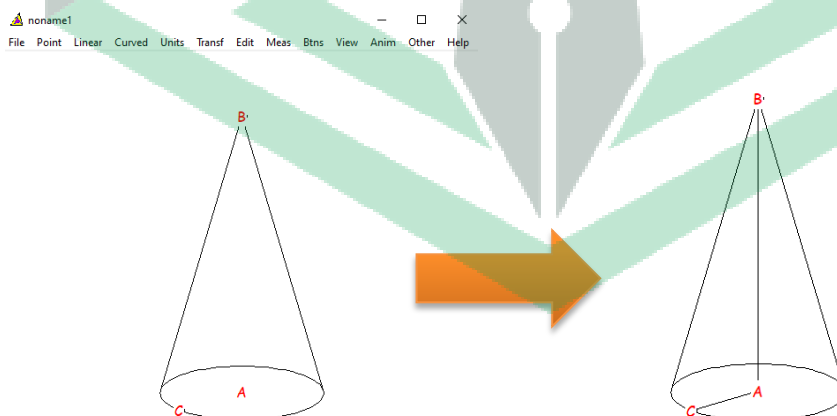 noname1
File Point Linear Curved Units Transf Edit Meas Btns View Anim Other Help
B
B
A
A
C
C